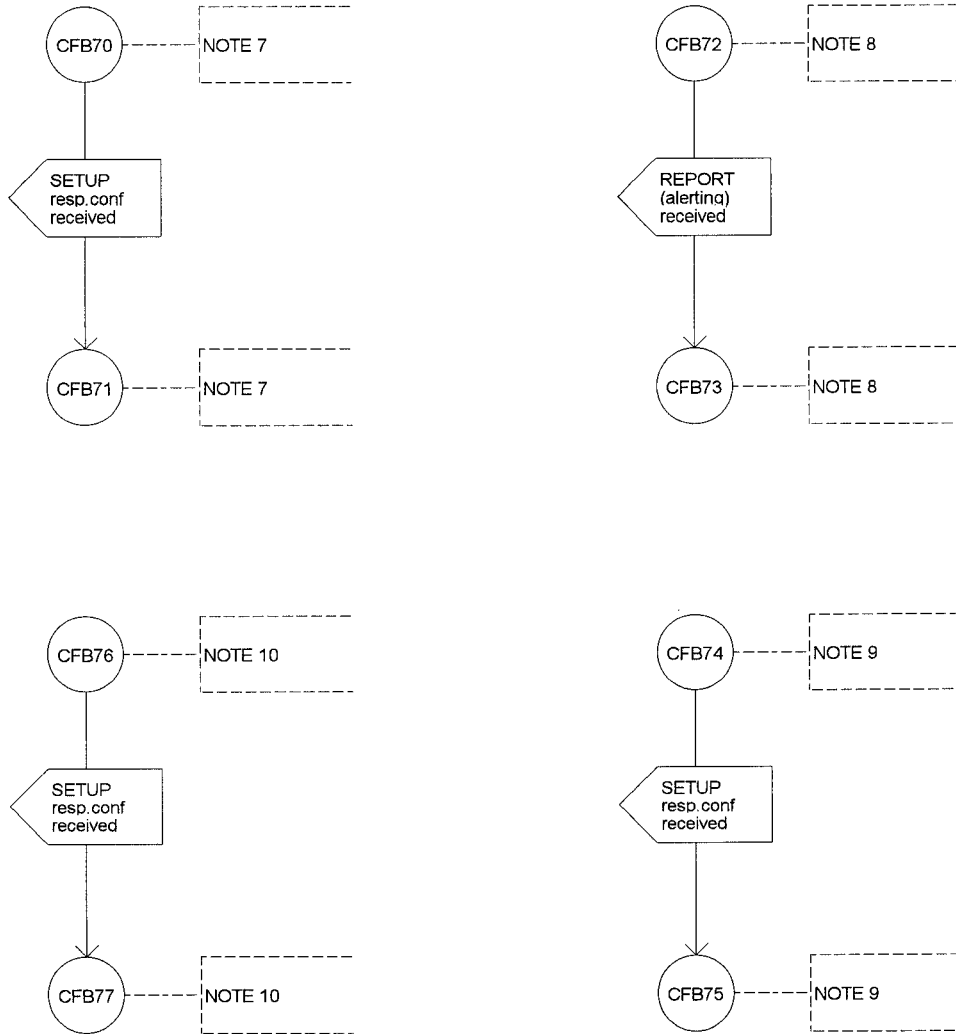 CFB70
NOTE 7
SETUP
resp.conf
received
CFB71
NOTE 7
CFB72
NOTE 8
REPORT
(alerting)
received
CFB73
NOTE 8
CFB76
NOTE 10
SETUP
resp.conf
received
CFB77
NOTE 10
CFB74
NOTE 9
SETUP
resp.conf
received
CFB75
NOTE 9